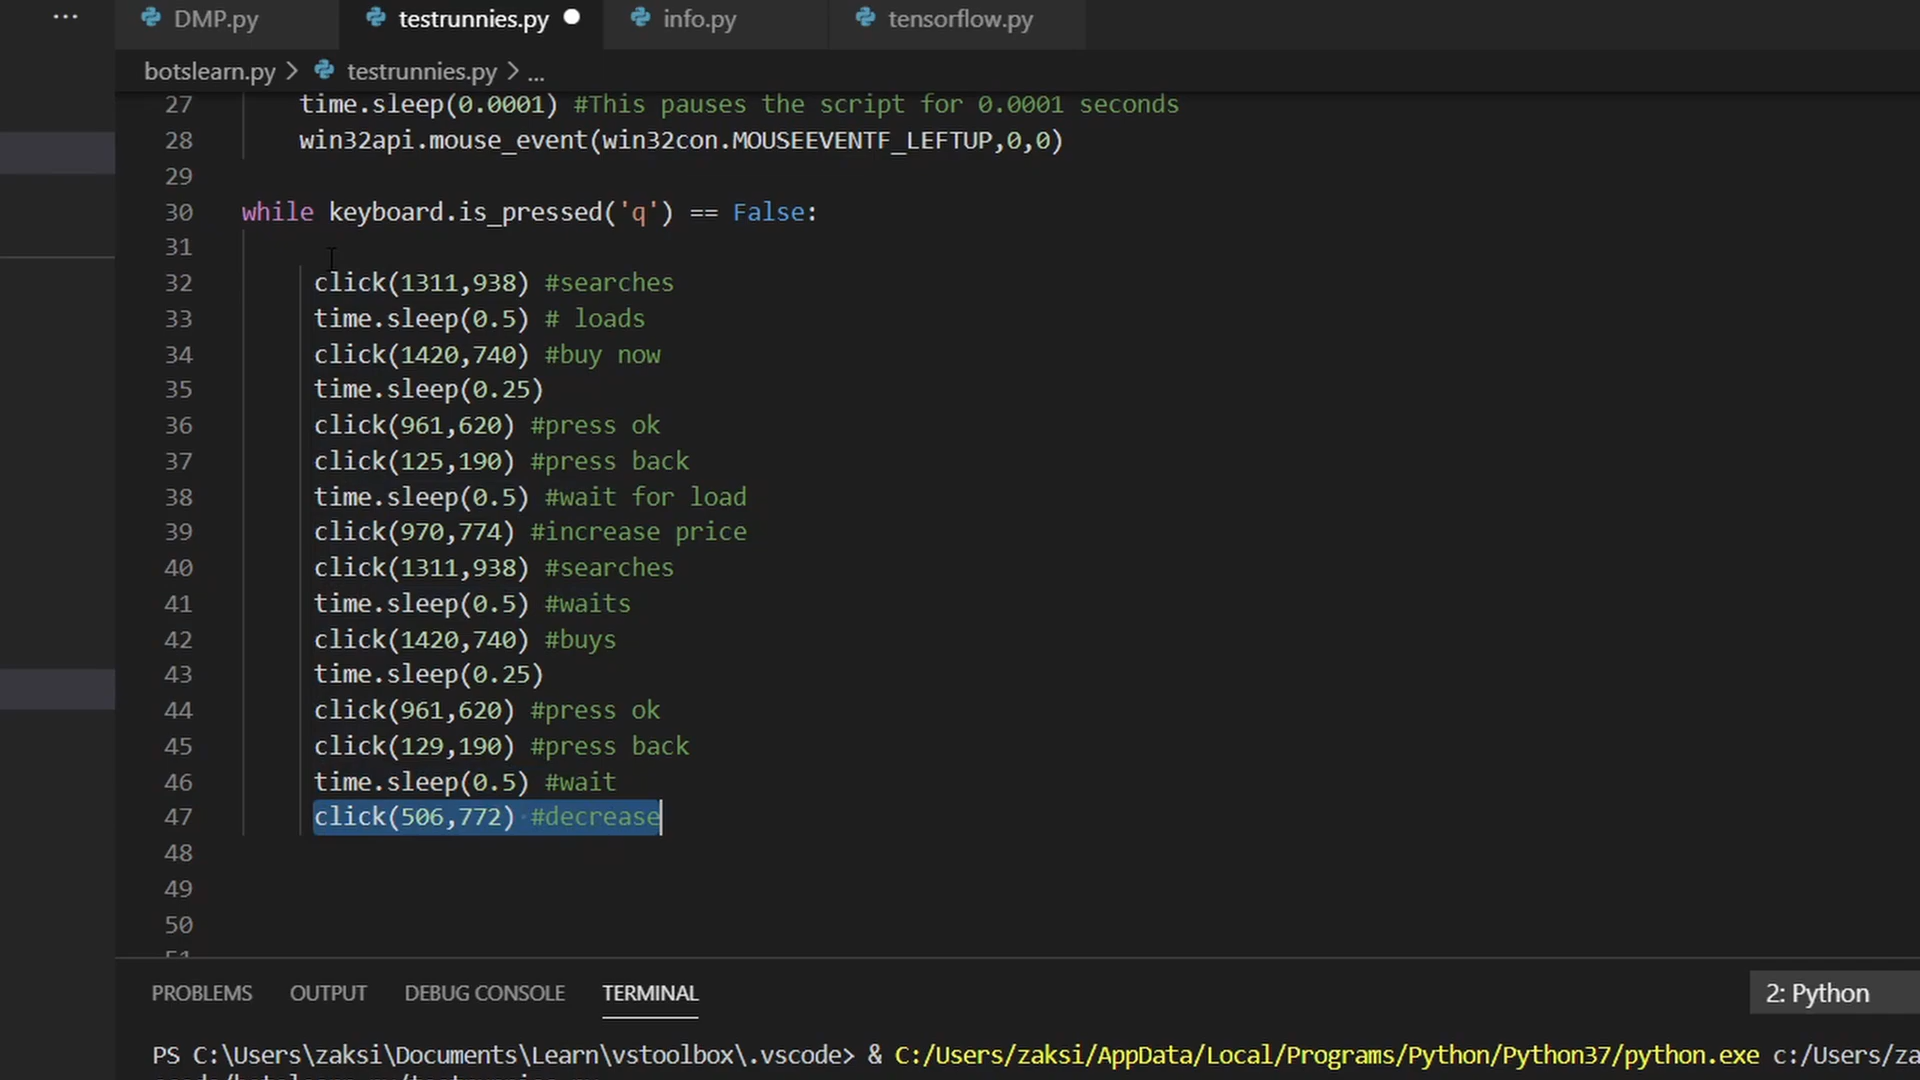 DMP.py testrunnies.py info.py tensorflow.py
botslearn.py > testrunnies.py > ...
27 time.sleep(0.0001) #This pauses the script for 0.0001 seconds
28 win32api.mouse_event(win32con.MOUSEEVENTF_LEFTUP,0,0)
29
30 while keyboard.is_pressed('q') == False:
31
32 click(1311,938) #searches
33 time.sleep(0.5) # loads
34 click(1420,740) #buy now
35 time.sleep(0.25)
36 click(961,620) #press ok
37 click(125,190) #press back
38 time.sleep(0.5) #wait for load
39 click(970,774) #increase price
40 click(1311,938) #searches
41 time.sleep(0.5) #waits
42 click(1420,740) #buys
43 time.sleep(0.25)
44 click(961,620) #press ok
45 click(129,190) #press back
46 time.sleep(0.5) #wait
47 click(506,772) #decrease
48
49
50
51
PROBLEMS OUTPUT DEBUG CONSOLE TERMINAL 2: Python
PS C:\Users\zaksi\Documents\Learn\vstoolbox\.vscode> & C:/Users/zaksi/AppData/Local/Programs/Python/Python37/python.exe c:/Users/za